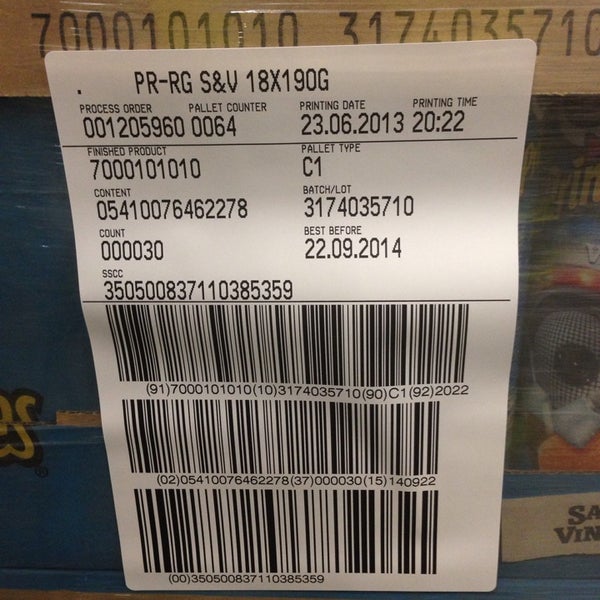 7000101010 3174035710
. PR-RG S&V 18X190G
PROCESS ORDER PALLET COUNTER PRINTING DATE PRINTING TIME
001205960 0064 23.06.2013 20:22
FINISHED PRODUCT PALLET TYPE
7000101010 C1
CONTENT BATCH/LOT
05410076462278 3174035710
COUNT BEST BEFORE
000030 22.09.2014
SSCC
350500837110385359
(91)7000101010(10)3174035710(90)C1(92)2022
(02)05410076462278(37)000030(15)140922
(00)350500837110385359